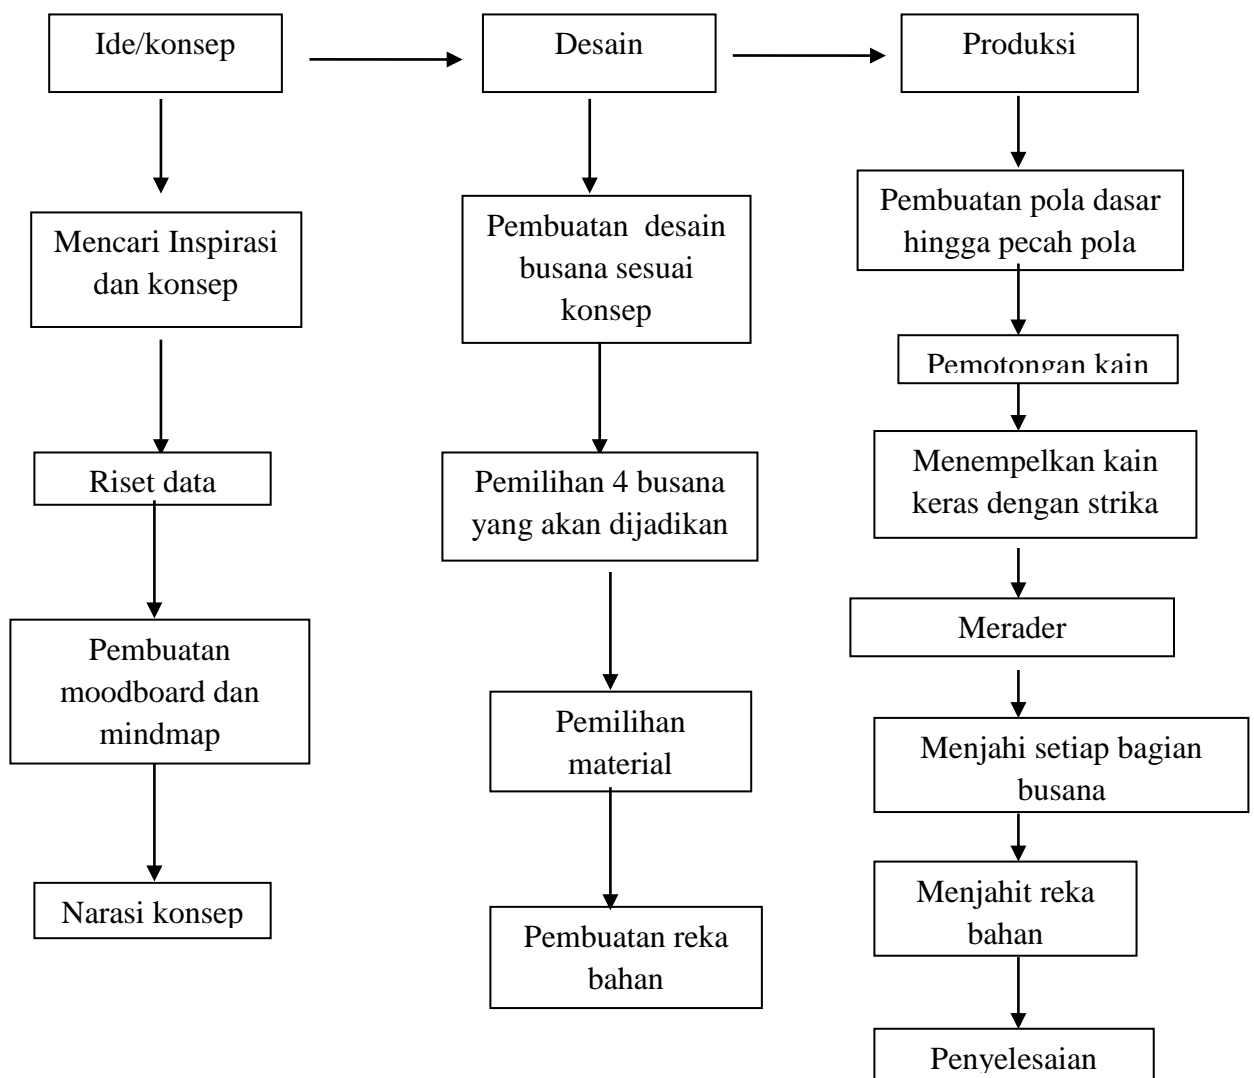 Ide/konsep
Mencari Inspirasi
dan konsep
Riset data
Pembuatan
moodboard dan
mindmap
Narasi konsep
Desain
Pembuatan desain
busana sesuai
konsep
Pemilihan 4 busana
yang akan dijadikan
Pemilihan
material
Pembuatan reka
bahan
Produksi
Pembuatan pola dasar
hingga pecah pola
Pemotongan kain
Menempelkan kain
keras dengan strika
Merader
Menjahi setiap bagian
busana
Menjahit reka
bahan
Penyelesaian